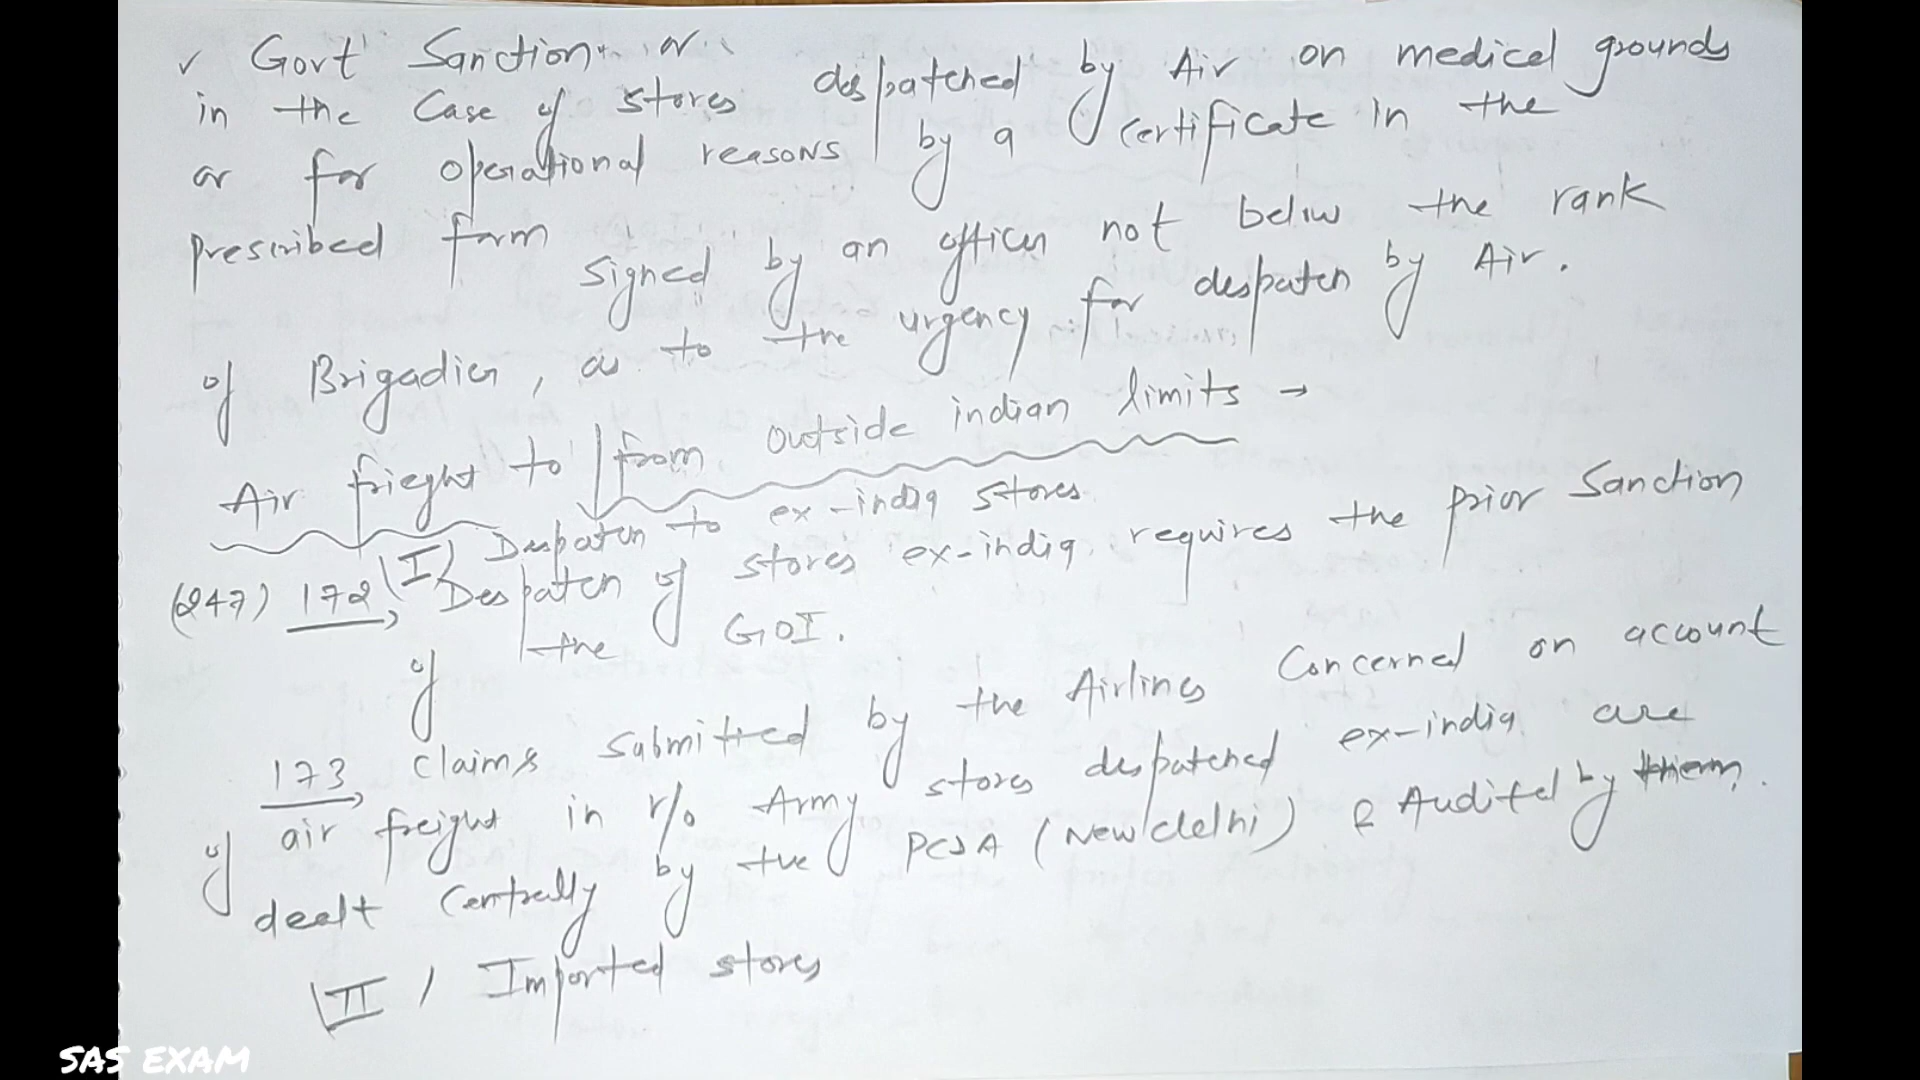 ✓ Govt Sanction or
in the Case of stores despatched by Air on medical grounds
or for operational reasons by a certificate in the
prescribed form signed by an officer not below the rank
of Brigadier, as to the urgency for despatch by Air.
Air frieght to / from outside indian limits →
(I) Despatch to ex-india stores
(247) 172, Despatch of stores ex-india requires the prior Sanction
of the GOI.
173, claims submitted by the Airlines Concerned on account
of air freight in r/o Army stores despatched ex-india are
dealt Centrally by the PCDA (New delhi) & Audited by them.
(II) Imported stores
SAS EXAM